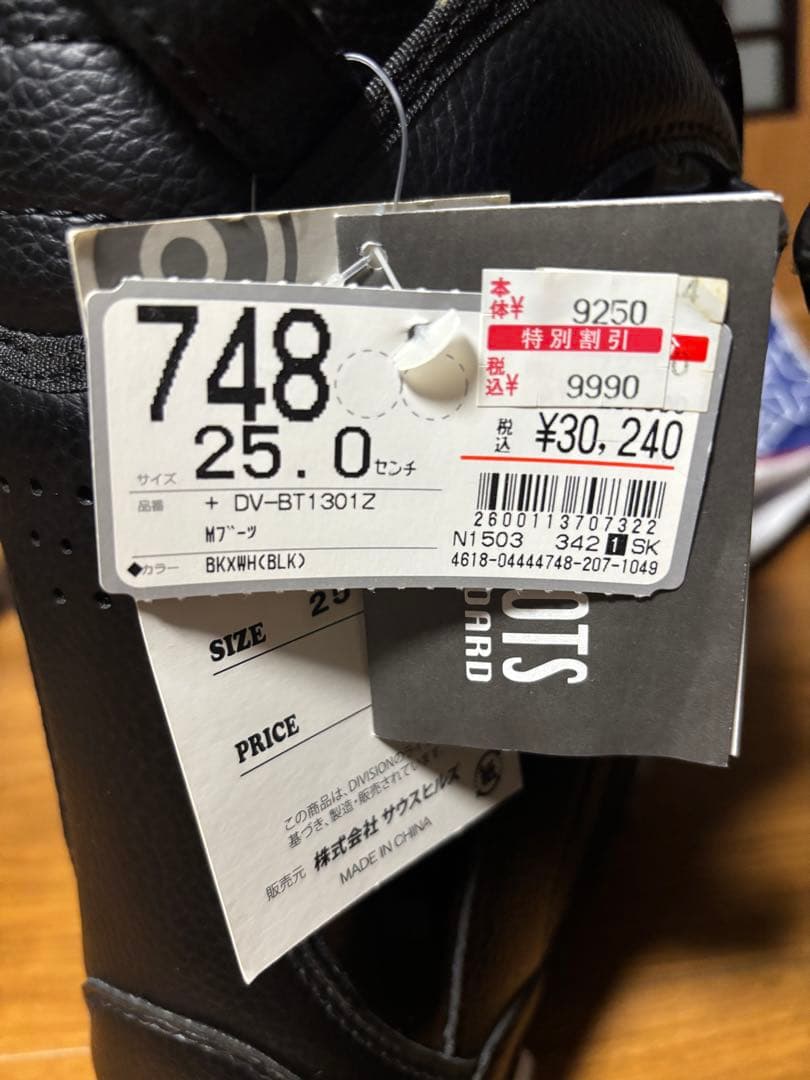 748
サイズ 25.0センチ
品番 + DV-BT1301Z
Mブーツ
◆カラー BKXWH(BLK)
本体¥ 9250
特別割引
税込¥ 9990
4
税込 ¥30,240
2600113707322
N1503 342 1 SK
4618-04444748-207-1049
SIZE 25
PRICE
この商品は、DIVISIONの
基づき、製造・販売されています
販売元 株式会社 サウスヒルズ
MADE IN CHINA
OTS
OARD